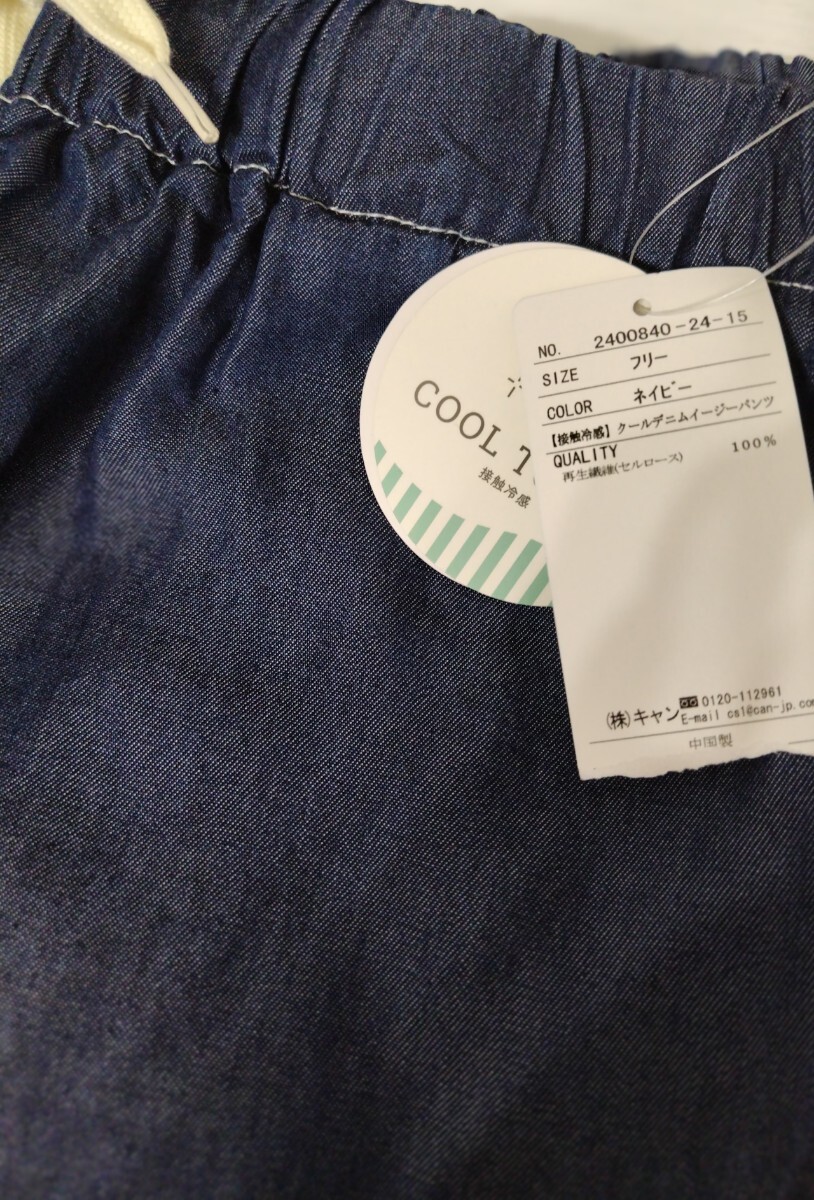 COOL
接触冷感
NO. 2400840-24-15
SIZE フリー
COLOR ネイビー
【接触冷感】クールデニムイージーパンツ
QUALITY
再生繊維(セルロース) 100%
(株)キャン 0120-112961
E-mail cs1@can-jp.com
中国製